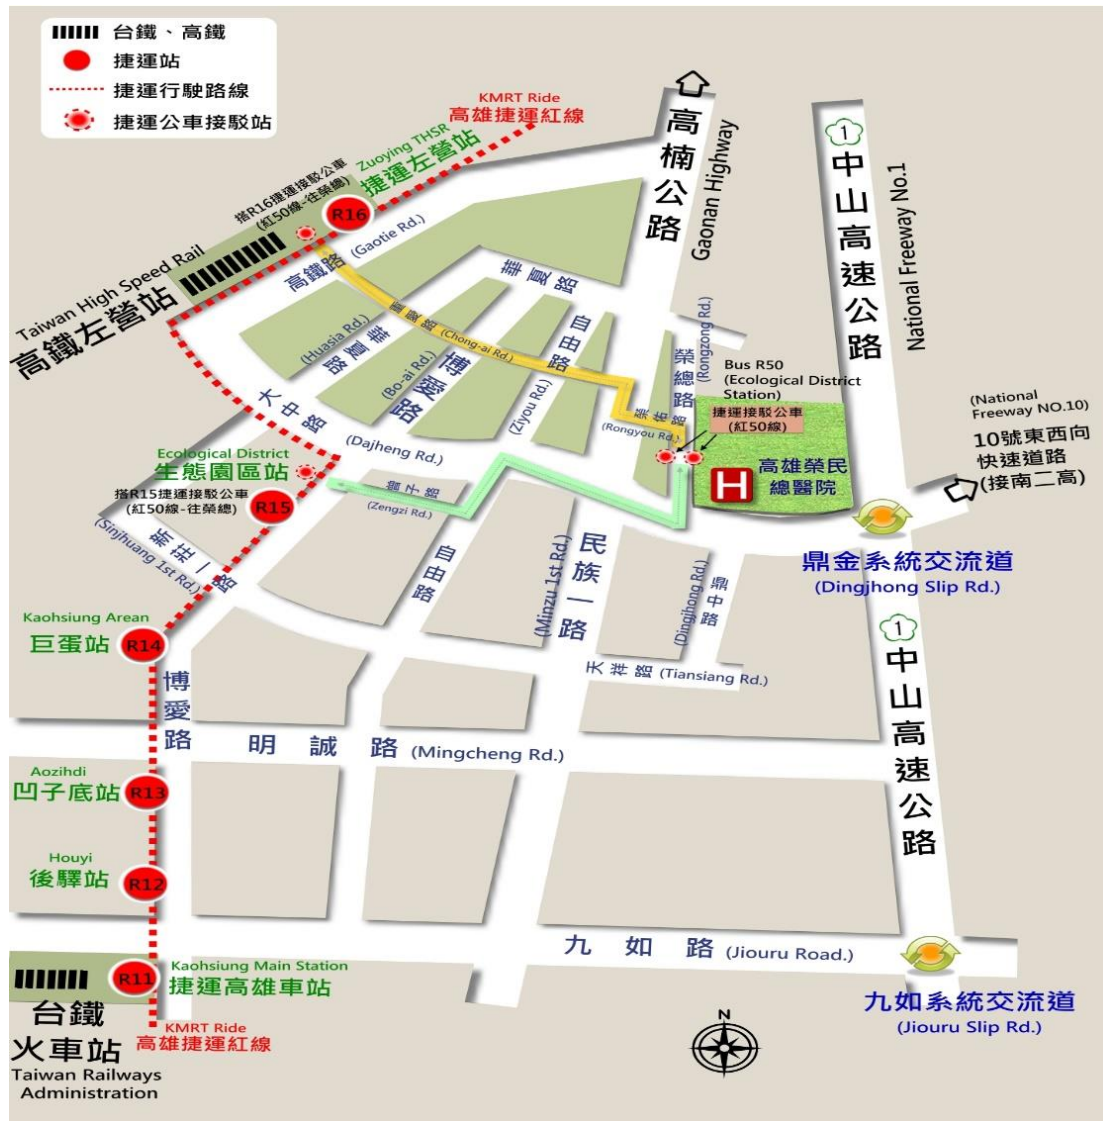 台鐵、高鐵
捷運站
捷運行駛路線
捷運公車接駁站
KMRT Ride
高雄捷運紅線
Zuoying THSR
捷運左營站
搭R16捷運接駁公車
(紅50線-往榮總)
R16
Taiwan High Speed Rail
高鐵左營站
高鐵路 (Gaotie Rd.)
高楠公路
Gaonan Highway
1
中山高速公路
National Freeway No.1
華夏路
(Huasia Rd.)
華夏路
(Chong-ai Rd.)
自由路
(Bo-ai Rd.)
博愛路
(Ziyou Rd.)
榮總路
(Rongzong Rd.)
Bus R50
(Ecological District
Station)
捷運接駁公車
(紅50線)
榮佑路
(Rongyou Rd.)
H
高雄榮民
總醫院
(National
Freeway NO.10)
10號東西向
快速道路
(接南二高)
大中路
(Dajheng Rd.)
Ecological District
生態園區站
搭R15捷運接駁公車
(紅50線-往榮總)
R15
(Zengzi Rd.)
新莊一路
(Sinjhuang 1st Rd.)
自由路
民族一路
(Minzu 1st Rd.)
鼎中路
(Dingjhong Rd.)
鼎金系統交流道
(Dingjhong Slip Rd.)
Kaohsiung Arean
巨蛋站
R14
天祥路 (Tiansiang Rd.)
1
中山高速公路
博愛路
明誠路 (Mingcheng Rd.)
Aozihdi
凹子底站
R13
Houyi
後驛站
R12
九如路 (Jiouru Road.)
R11
Kaohsiung Main Station
捷運高雄車站
台鐵
火車站
Taiwan Railways
Administration
KMRT Ride
高雄捷運紅線
九如系統交流道
(Jiouru Slip Rd.)
N